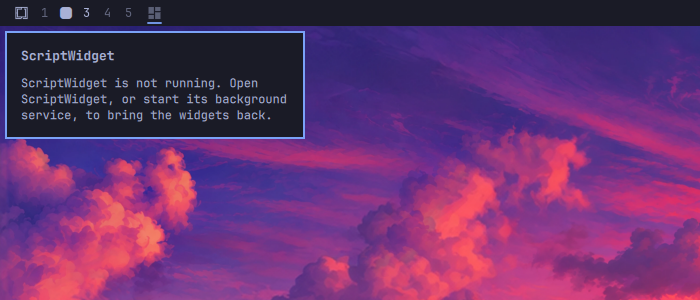 1 3 4 5
ScriptWidget
ScriptWidget is not running. Open
ScriptWidget, or start its background
service, to bring the widgets back.